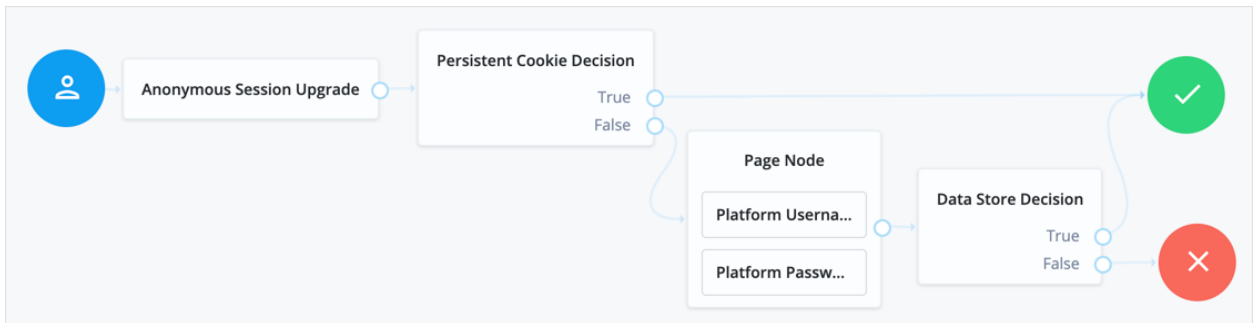 Anonymous Session Upgrade
Persistent Cookie Decision
True
False
Page Node
Platform Userna...
Platform Passw...
Data Store Decision
True
False